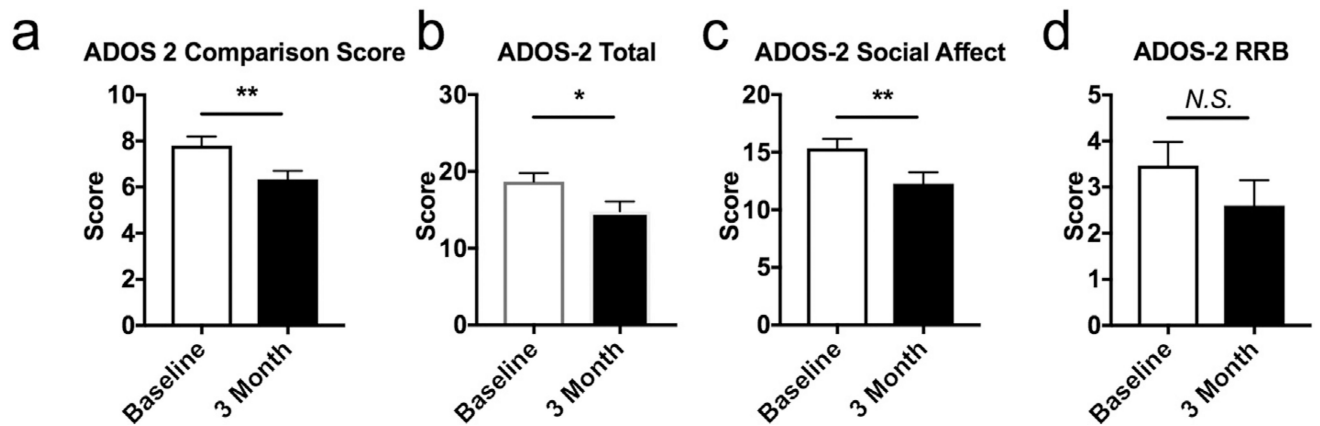 a
ADOS 2 Comparison Score
Score
10
8
6
4
2
0
**
Baseline
3 Month
b
ADOS-2 Total
Score
30
20
10
0
*
Baseline
3 Month
c
ADOS-2 Social Affect
Score
20
15
10
5
0
**
Baseline
3 Month
d
ADOS-2 RRB
Score
5
4
3
2
1
0
N.S.
Baseline
3 Month